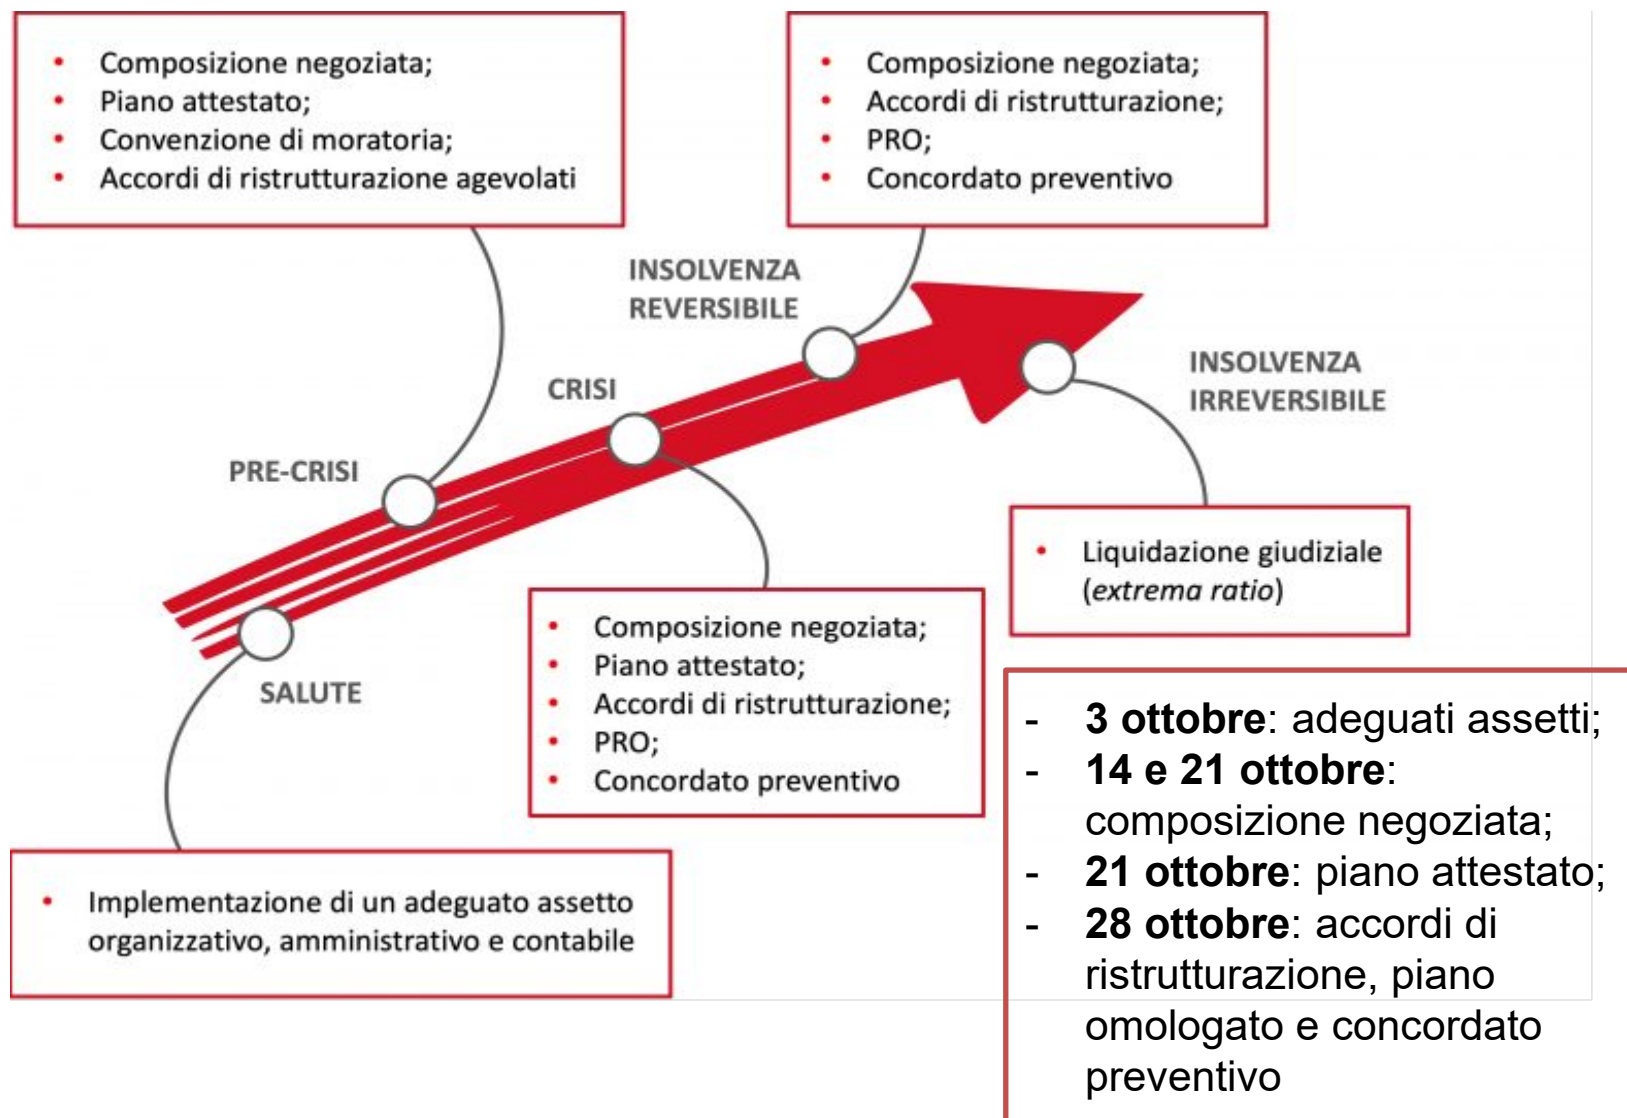 • Composizione negoziata;
• Piano attestato;
• Convenzione di moratoria;
• Accordi di ristrutturazione agevolati
• Composizione negoziata;
• Accordi di ristrutturazione;
• PRO;
• Concordato preventivo
INSOLVENZA
REVERSIBILE
CRISI
INSOLVENZA
IRREVERSIBILE
PRE-CRISI
• Liquidazione giudiziale
(extrema ratio)
SALUTE
• Composizione negoziata;
• Piano attestato;
• Accordi di ristrutturazione;
• PRO;
• Concordato preventivo
• Implementazione di un adeguato assetto
organizzativo, amministrativo e contabile
- 3 ottobre: adeguati assetti;
- 14 e 21 ottobre:
composizione negoziata;
- 21 ottobre: piano attestato;
- 28 ottobre: accordi di
ristrutturazione, piano
omologato e concordato
preventivo